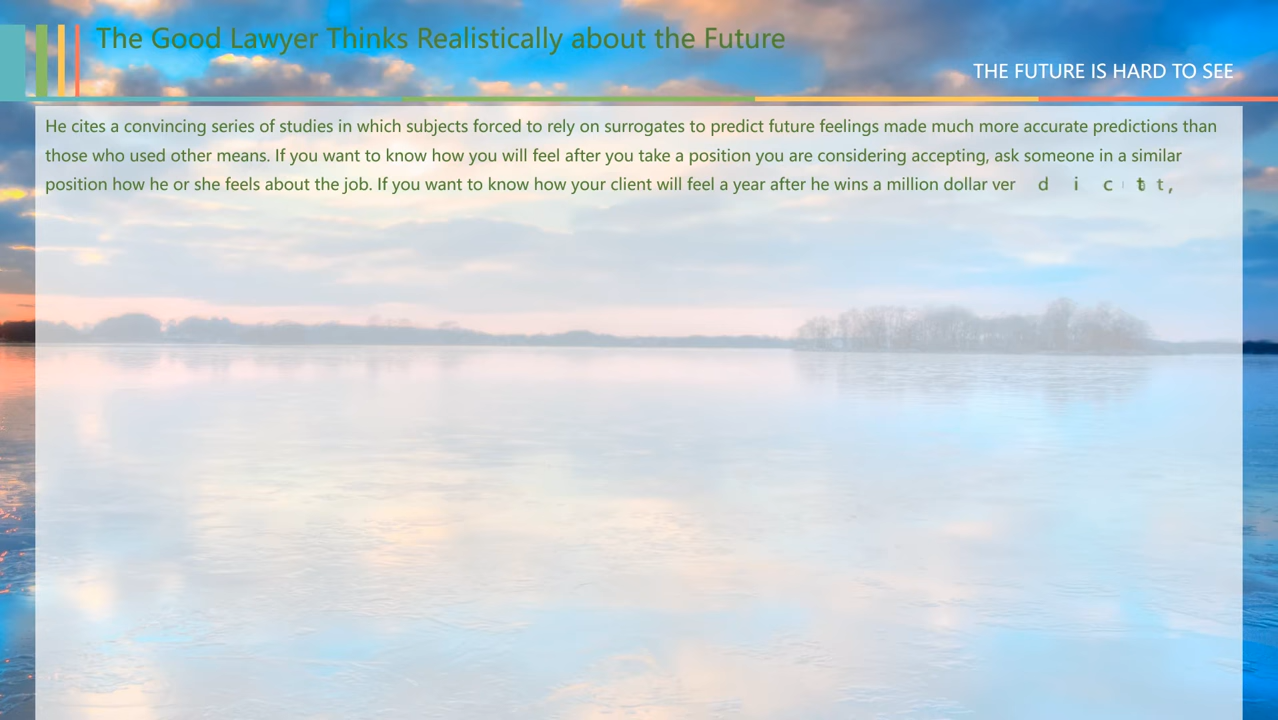 The Good Lawyer Thinks Realistically about the Future
THE FUTURE IS HARD TO SEE
He cites a convincing series of studies in which subjects forced to rely on surrogates to predict future feelings made much more accurate predictions than
those who used other means. If you want to know how you will feel after you take a position you are considering accepting, ask someone in a similar
position how he or she feels about the job. If you want to know how your client will feel a year after he wins a million dollar verdict,